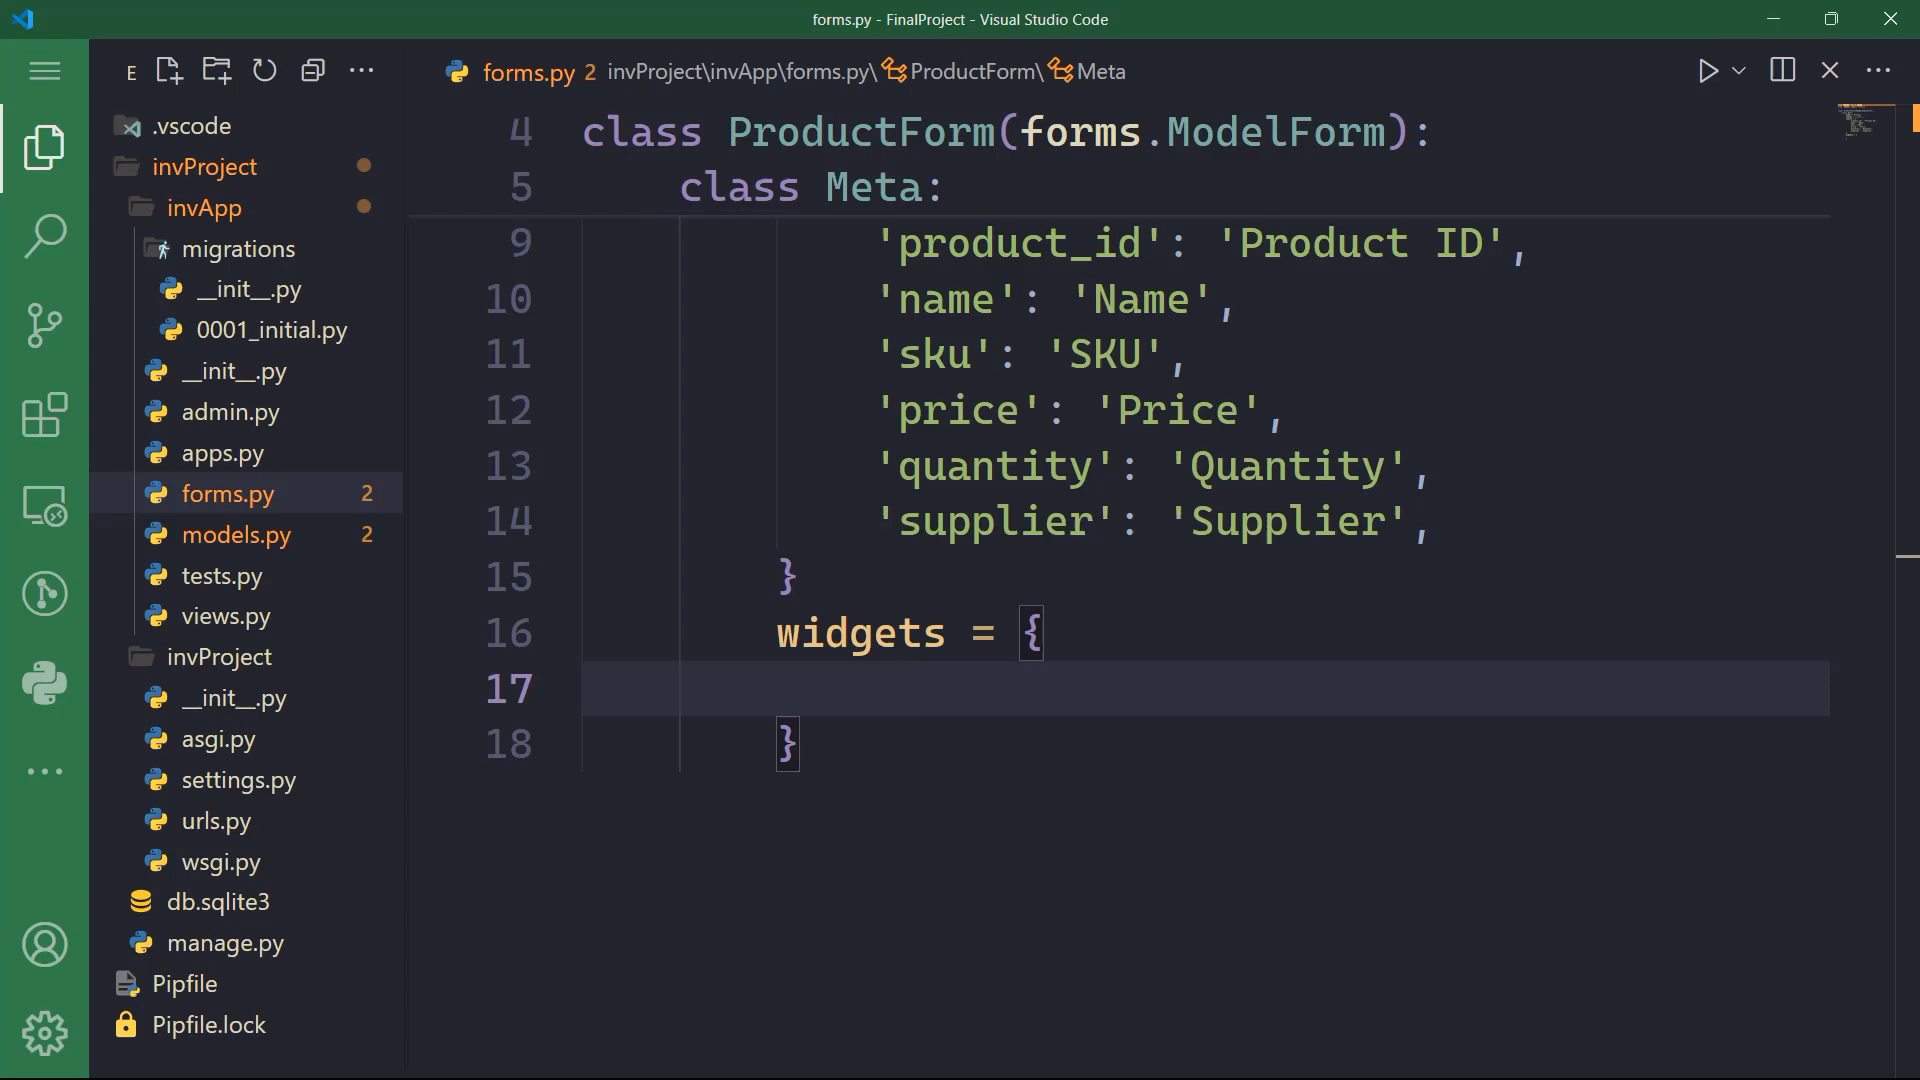 forms.py - FinalProject - Visual Studio Code
E
forms.py 2 invProject\invApp\forms.py\ProductForm\Meta
.vscode
invProject
invApp
migrations
__init__.py
0001_initial.py
__init__.py
admin.py
apps.py
forms.py 2
models.py 2
tests.py
views.py
invProject
__init__.py
asgi.py
settings.py
urls.py
wsgi.py
db.sqlite3
manage.py
Pipfile
Pipfile.lock
4 class ProductForm(forms.ModelForm):
5 class Meta:
9 'product_id': 'Product ID',
10 'name': 'Name',
11 'sku': 'SKU',
12 'price': 'Price',
13 'quantity': 'Quantity',
14 'supplier': 'Supplier',
15 }
16 widgets = {
17
18 }